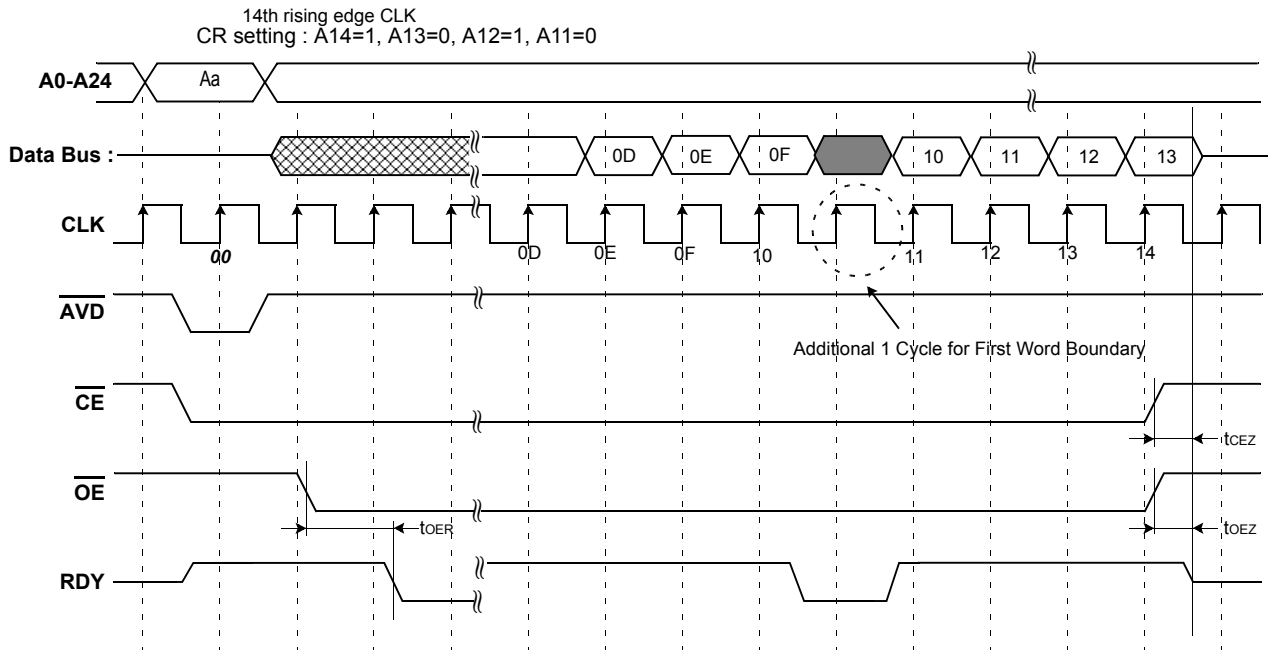 14th rising edge CLK
CR setting : A14=1, A13=0, A12=1, A11=0
A0-A24
Aa
Data Bus :
0D 0E 0F 10 11 12 13
CLK
00 0D 0E 0F 10 11 12 13 14
AVD
Additional 1 Cycle for First Word Boundary
CE
tCEZ
OE
tOER
tOEZ
RDY